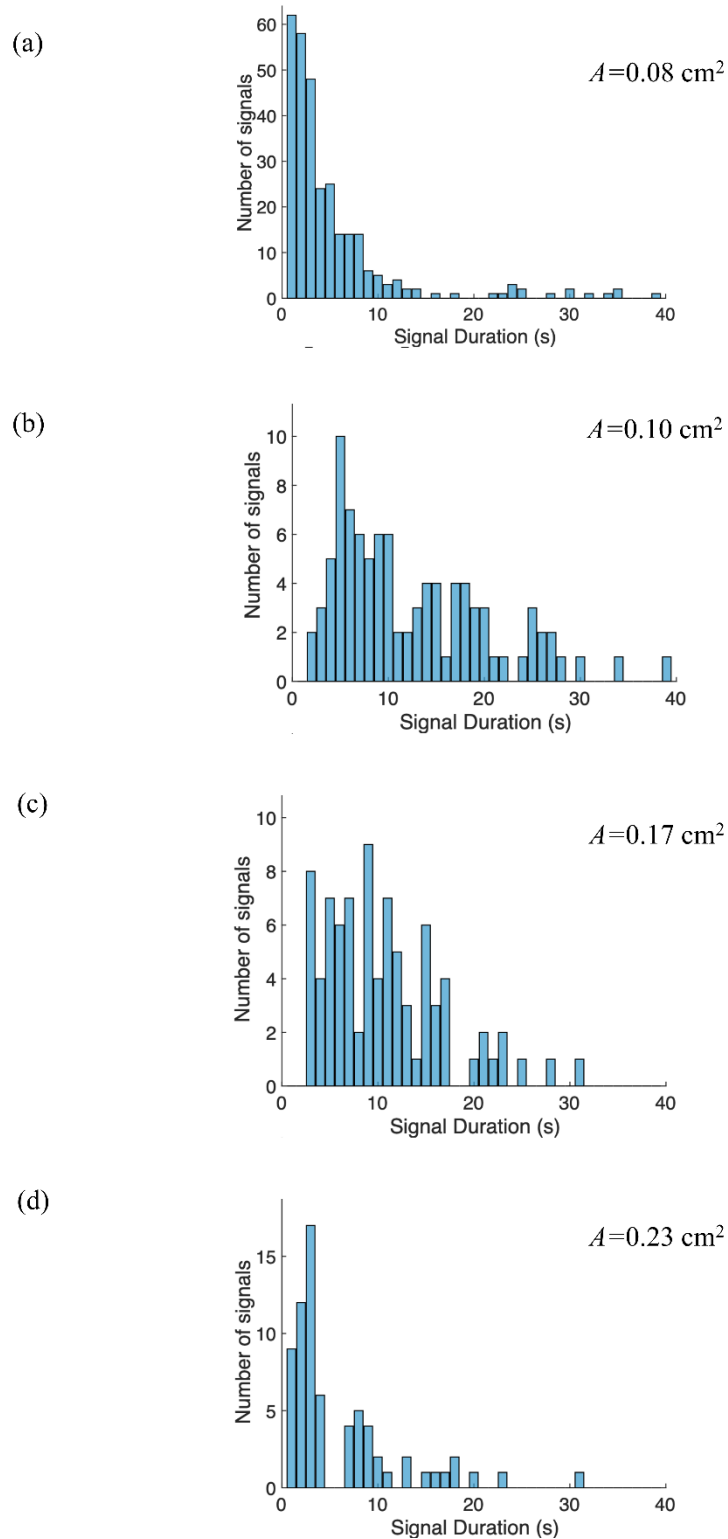 (a)
A=0.08 cm²
Number of signals
60
50
40
30
20
10
0
0 10 20 30 40
Signal Duration (s)
(b)
A=0.10 cm²
Number of signals
10
8
6
4
2
0
0 10 20 30 40
Signal Duration (s)
(c)
A=0.17 cm²
Number of signals
10
8
6
4
2
0
0 10 20 30 40
Signal Duration (s)
(d)
A=0.23 cm²
Number of signals
15
10
5
0
0 10 20 30 40
Signal Duration (s)